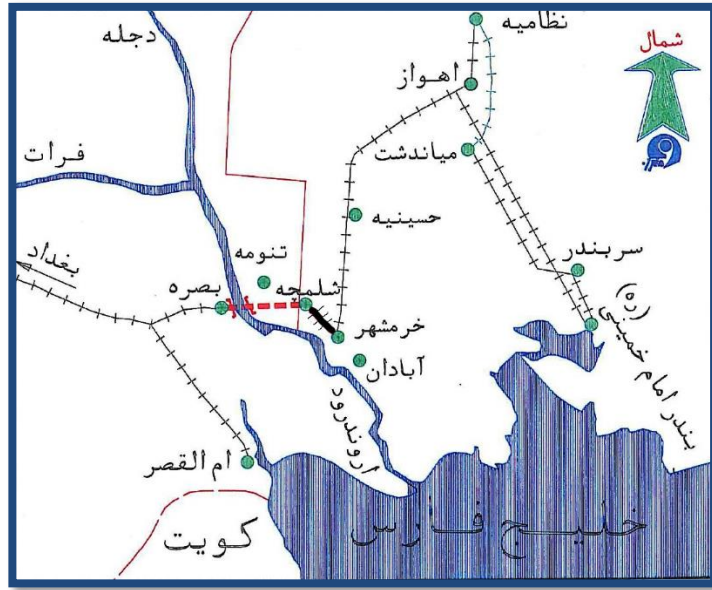 نظامیه
شمال
دجله
اهواز
فرات
میاندشت
حسینیه
سربندر
تنومه
بغداد
شلمچه
بصره
خرمشهر
آبادان
بندر امام خمینی (ره)
اروندرود
ام القصر
خلیج فارس
کویت